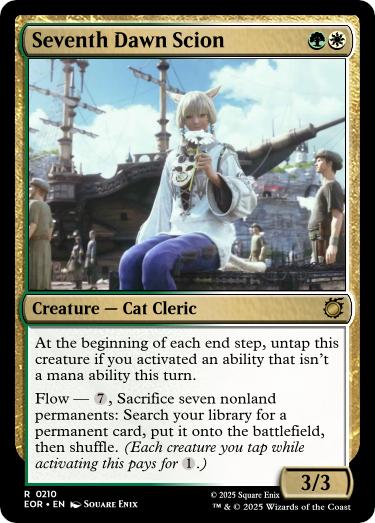 Seventh Dawn Scion
Creature — Cat Cleric
At the beginning of each end step, untap this
creature if you activated an ability that isn't
a mana ability this turn.
Flow — 7, Sacrifice seven nonland
permanents: Search your library for a
permanent card, put it onto the battlefield,
then shuffle. (Each creature you tap while
activating this pays for 1.)
3/3
R 0210
EOR • EN SQUARE ENIX
© 2025 Square Enix
™ & © 2025 Wizards of the Coast